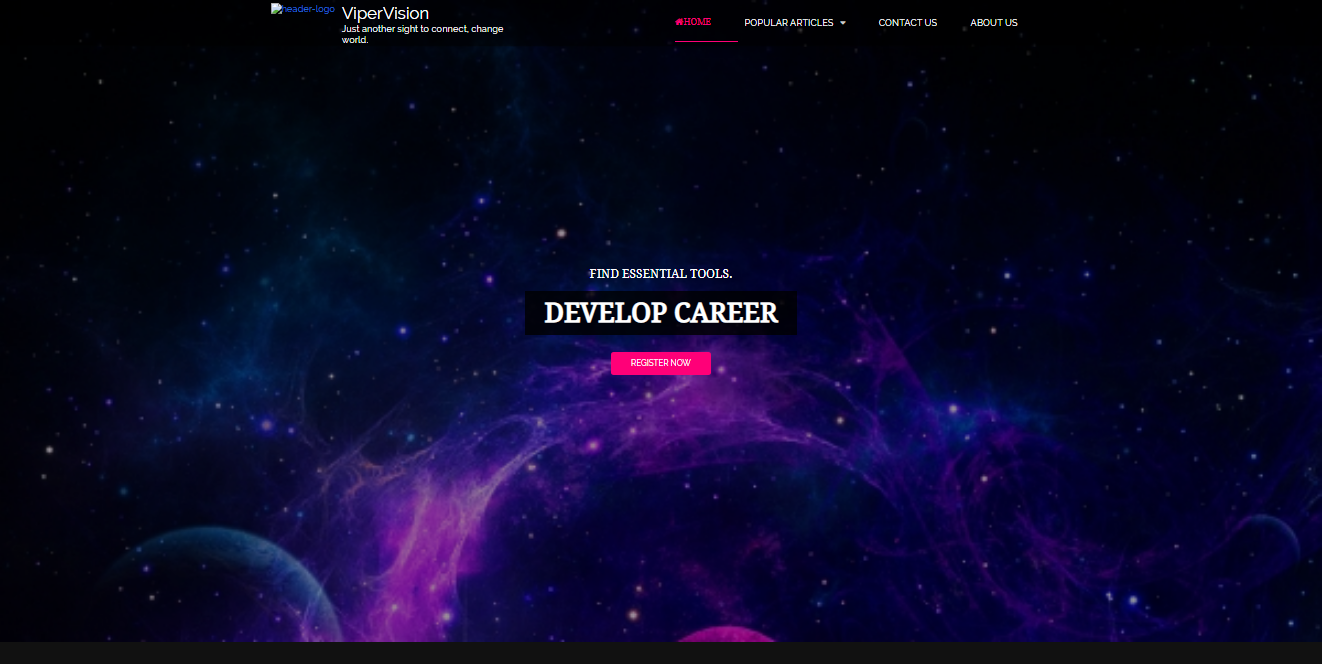 header-logo
ViperVision
Just another sight to connect, change
world.
HOME
POPULAR ARTICLES
CONTACT US
ABOUT US
FIND ESSENTIAL TOOLS.
DEVELOP CAREER
REGISTER NOW